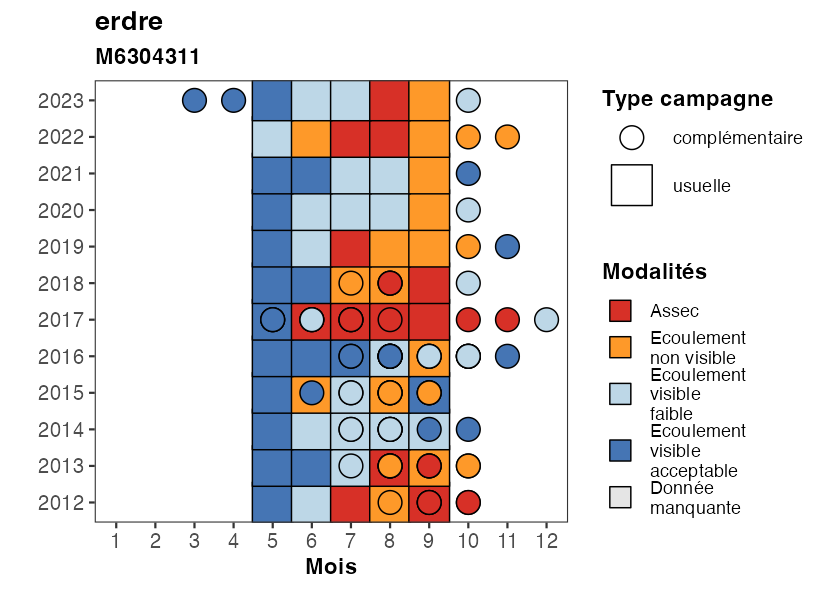 erdre
M6304311
2023
2022
2021
2020
2019
2018
2017
2016
2015
2014
2013
2012
1 2 3 4 5 6 7 8 9 10 11 12
Mois
Type campagne
complémentaire
usuelle
Modalités
Assec
Ecoulement
non visible
Ecoulement
visible
faible
Ecoulement
visible
acceptable
Donnée
manquante